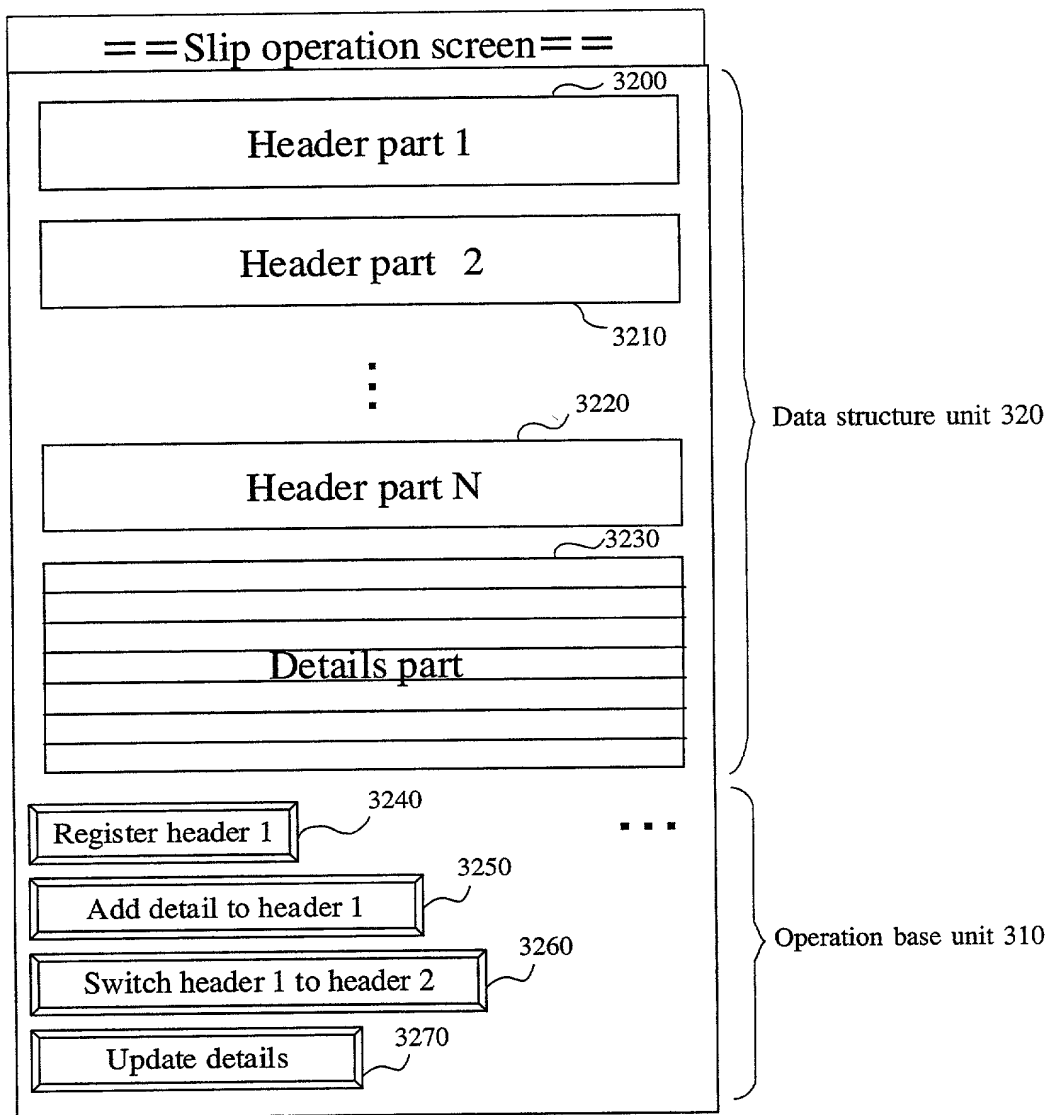 ==Slip operation screen==
3200
Header part 1
Header part 2
3210
3220
Data structure unit 320
Header part N
3230
Details part
3240
Register header 1
3250
Add detail to header 1
3260
Operation base unit 310
Switch header 1 to header 2
3270
Update details